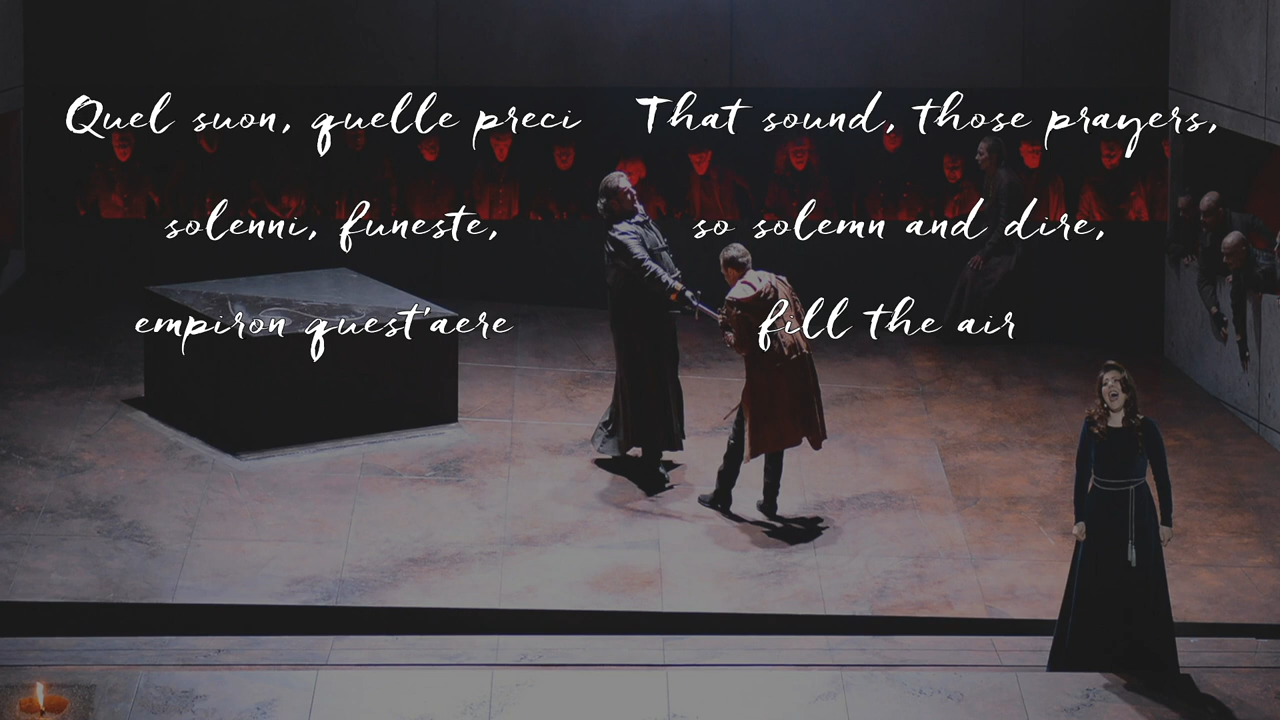 Quel suon, quelle preci
solenni, funeste,
empiron quest'aere
That sound, those prayers,
so solemn and dire,
fill the air